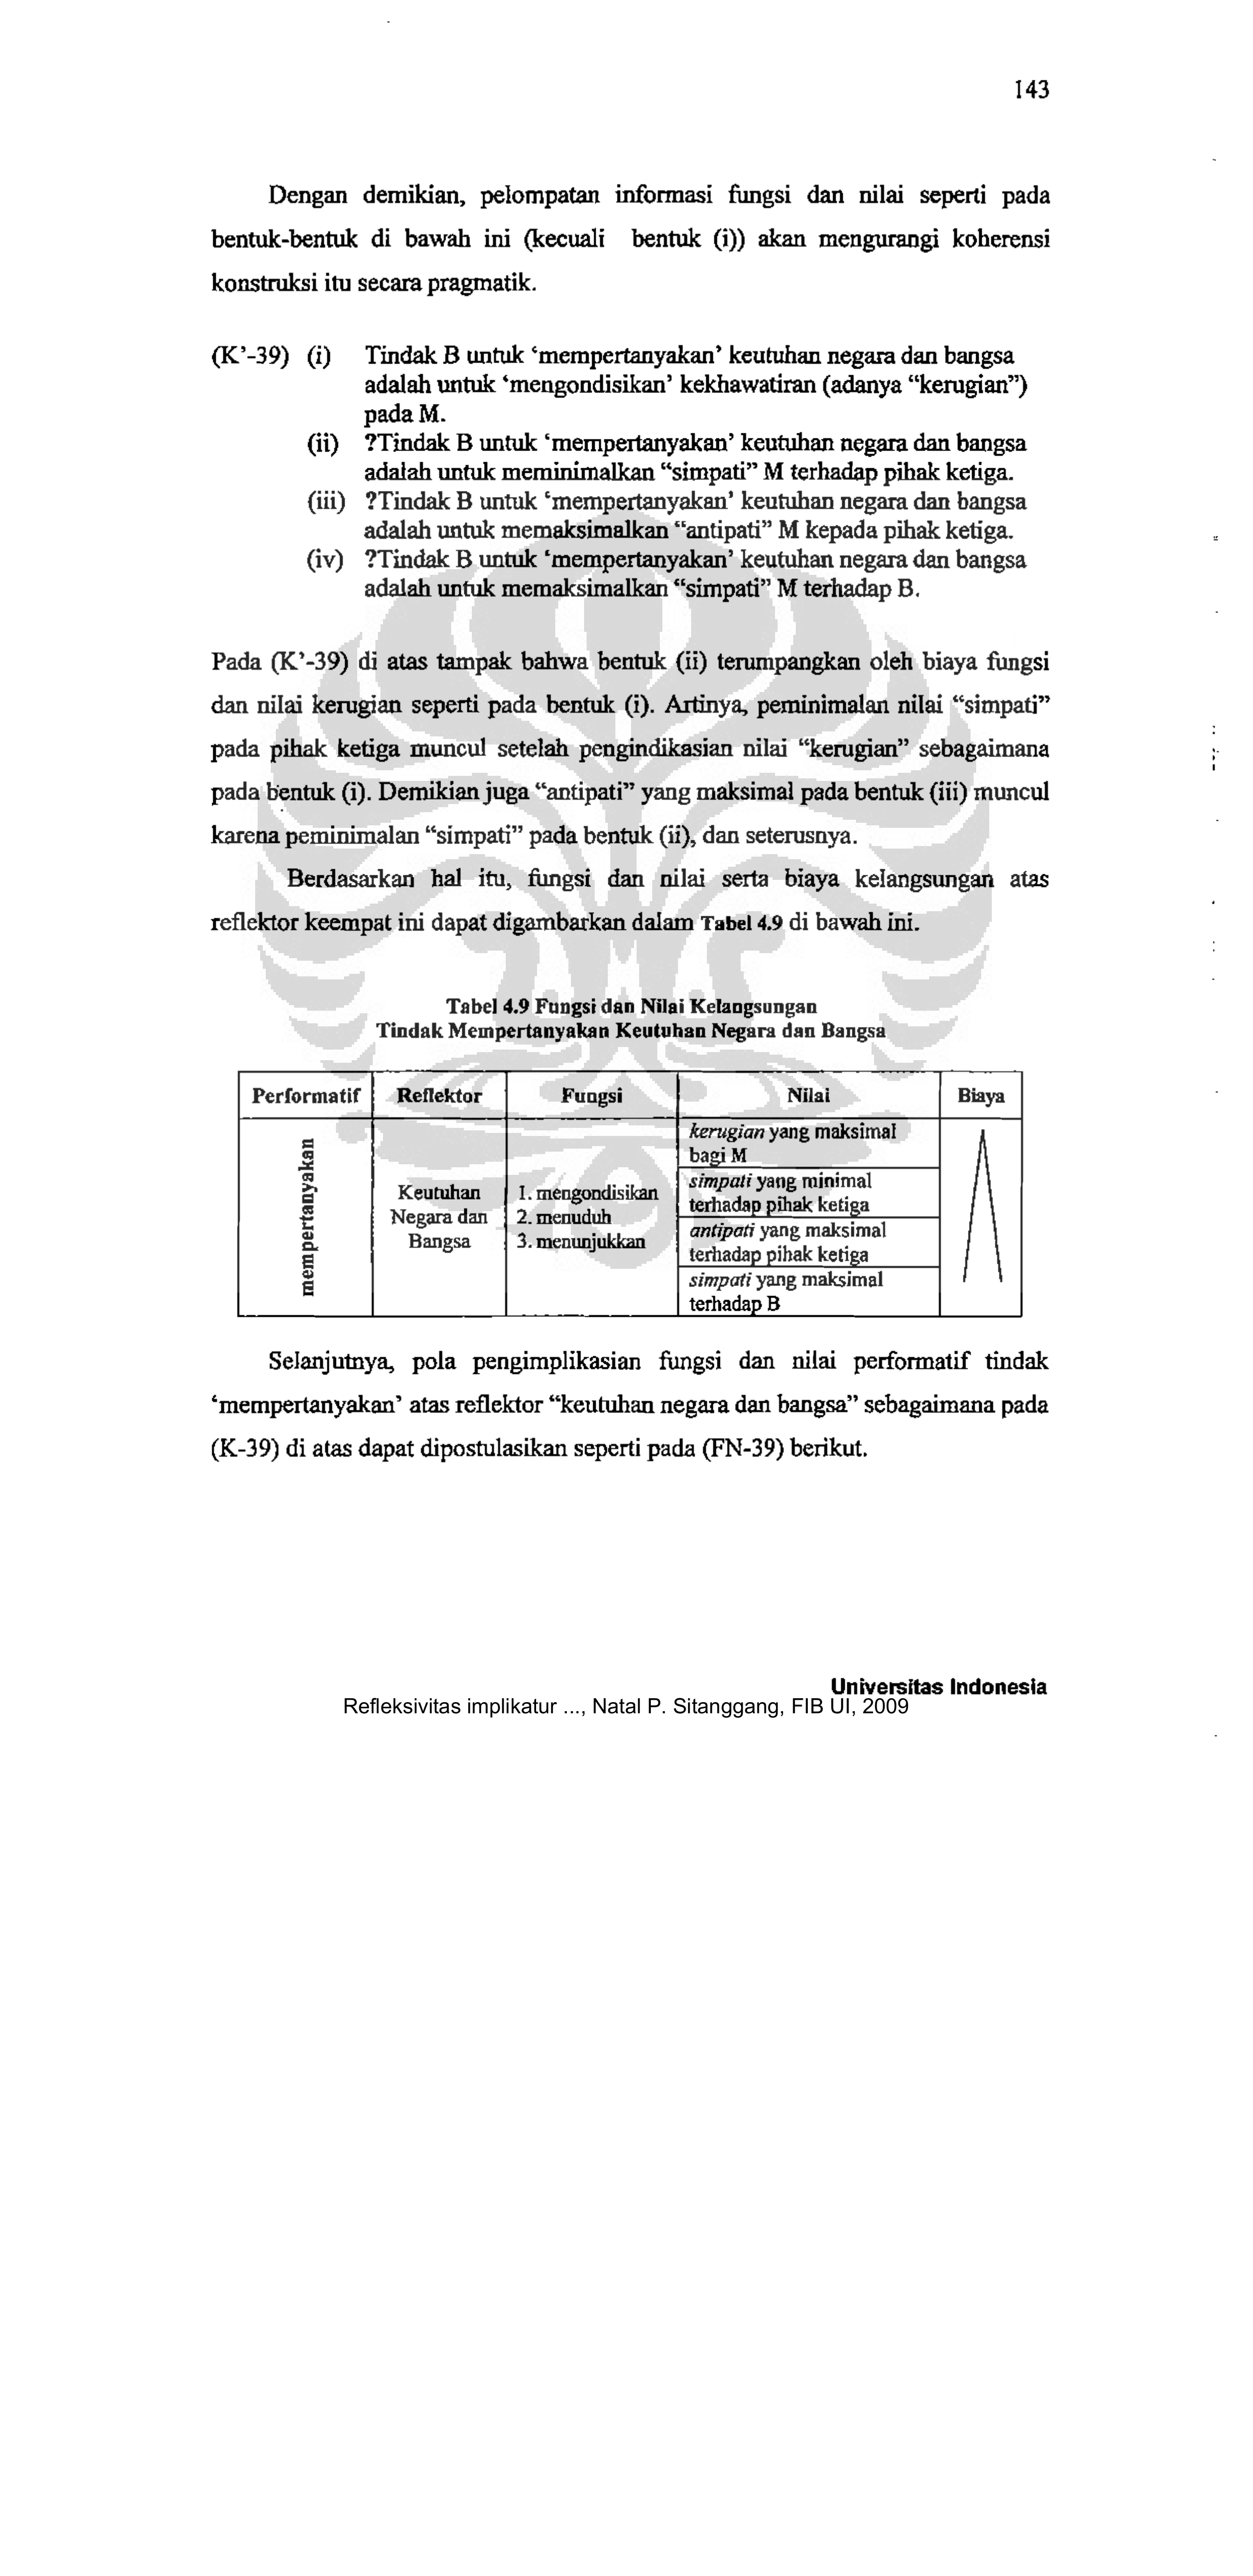 143
Dengan demikian, pelompatan informasi fungsi dan nilai seperti pada
bentuk-bentuk di bawah ini (kecuali bentuk (i)) akan mengurangi koherensi
konstruksi itu secara pragmatik.
(K’-39) (i) Tindak B untuk ‘mempertanyakan’ keutuhan negara dan bangsa
adalah untuk ‘mengondisikan’ kekhawatiran (adanya “kerugian”)
pada M.
(ii) ?Tindak B untuk ‘mempertanyakan’ keutuhan negara dan bangsa
adalah untuk meminimalkan “simpati” M terhadap pihak ketiga.
(iii) ?Tindak B untuk ‘mempertanyakan’ keutuhan negara dan bangsa
adalah untuk memaksimalkan “antipati” M kepada pihak ketiga.
(iv) ?Tindak B untuk ‘mempertanyakan’ keutuhan negara dan bangsa
adalah untuk memaksimalkan “simpati” M terhadap B.
Pada (K’-39) di atas tampak bahwa bentuk (ii) terumpangkan oleh biaya fungsi
dan nilai kerugian seperti pada bentuk (i). Artinya, peminimalan nilai “simpati”
pada pihak ketiga muncul setelah pengindikasian nilai “kerugian” sebagaimana
pada bentuk (i). Demikian juga “antipati” yang maksimal pada bentuk (iii) muncul
karena peminimalan “simpati” pada bentuk (ii), dan seterusnya.
Berdasarkan hal itu, fungsi dan nilai serta biaya kelangsungan atas
reflektor keempat ini dapat digambarkan dalam Tabel 4.9 di bawah ini.
Tabel 4.9 Fungsi dan Nilai Kelangsungan
Tindak Mempertanyakan Keutuhan Negara dan Bangsa
Performatif Reflektor Fungsi Nilai Biaya
mempertanyakan
Keutuhan
Negara dan
Bangsa
1. mengondisikan
2. menuduh
3. menunjukkan
kerugian yang maksimal
bagi M
simpati yang minimal
terhadap pihak ketiga
antipati yang maksimal
terhadap pihak ketiga
simpati yang maksimal
terhadap B
Selanjutnya, pola pengimplikasian fungsi dan nilai performatif tindak
‘mempertanyakan’ atas reflektor “keutuhan negara dan bangsa” sebagaimana pada
(K-39) di atas dapat dipostulasikan seperti pada (FN-39) berikut.
Universitas Indonesia
Refleksivitas implikatur ..., Natal P. Sitanggang, FIB UI, 2009